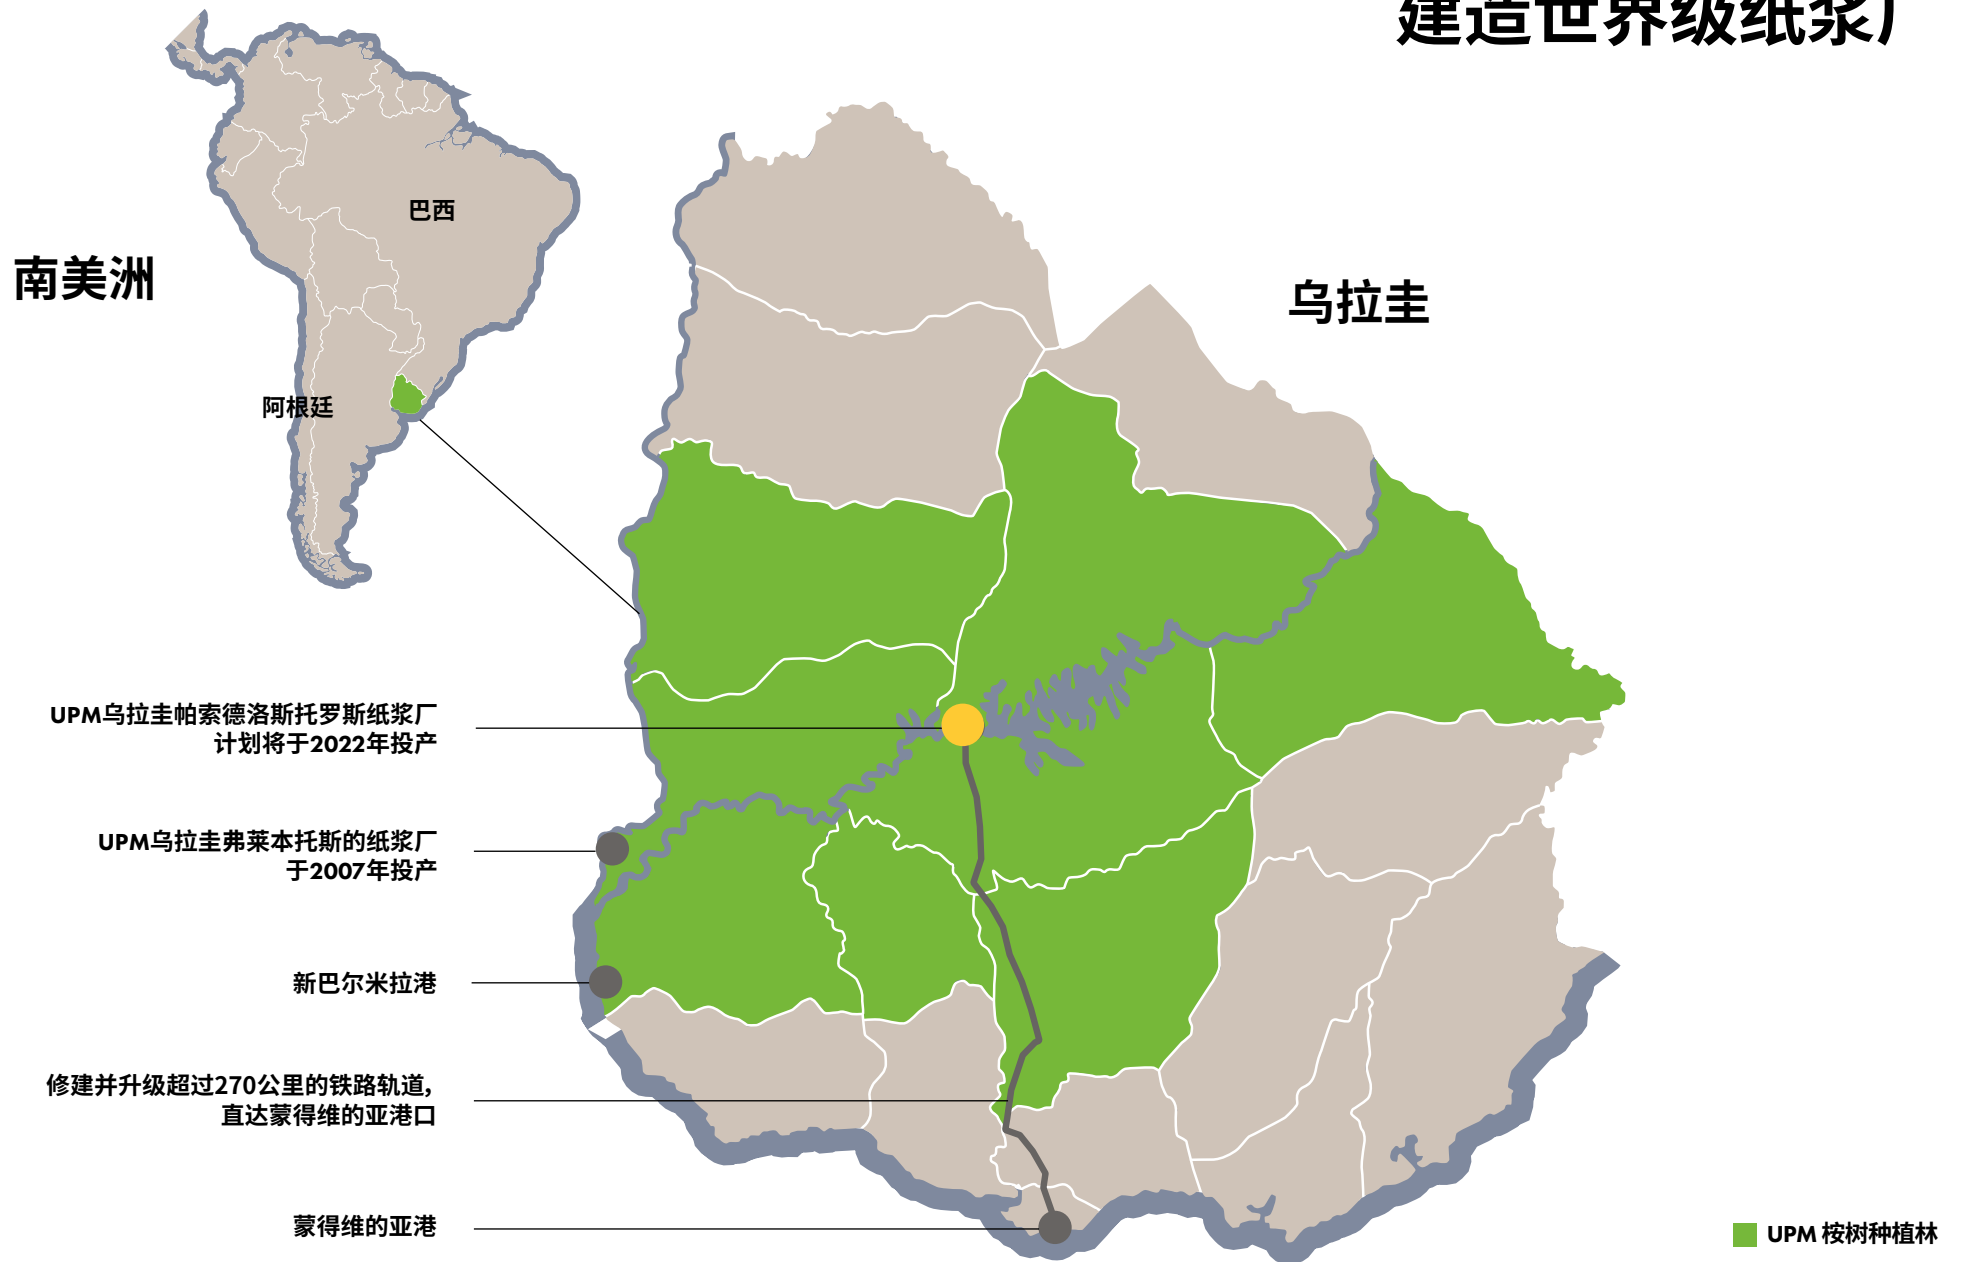 建造世界级纸浆厂
巴西
南美洲
乌拉圭
阿根廷
UPM乌拉圭帕索德洛斯托罗斯纸浆厂
计划将于2022年投产
UPM乌拉圭弗莱本托斯的纸浆厂
于2007年投产
新巴尔米拉港
修建并升级超过270公里的铁路轨道,
直达蒙得维的亚港口
蒙得维的亚港
UPM 桉树种植林